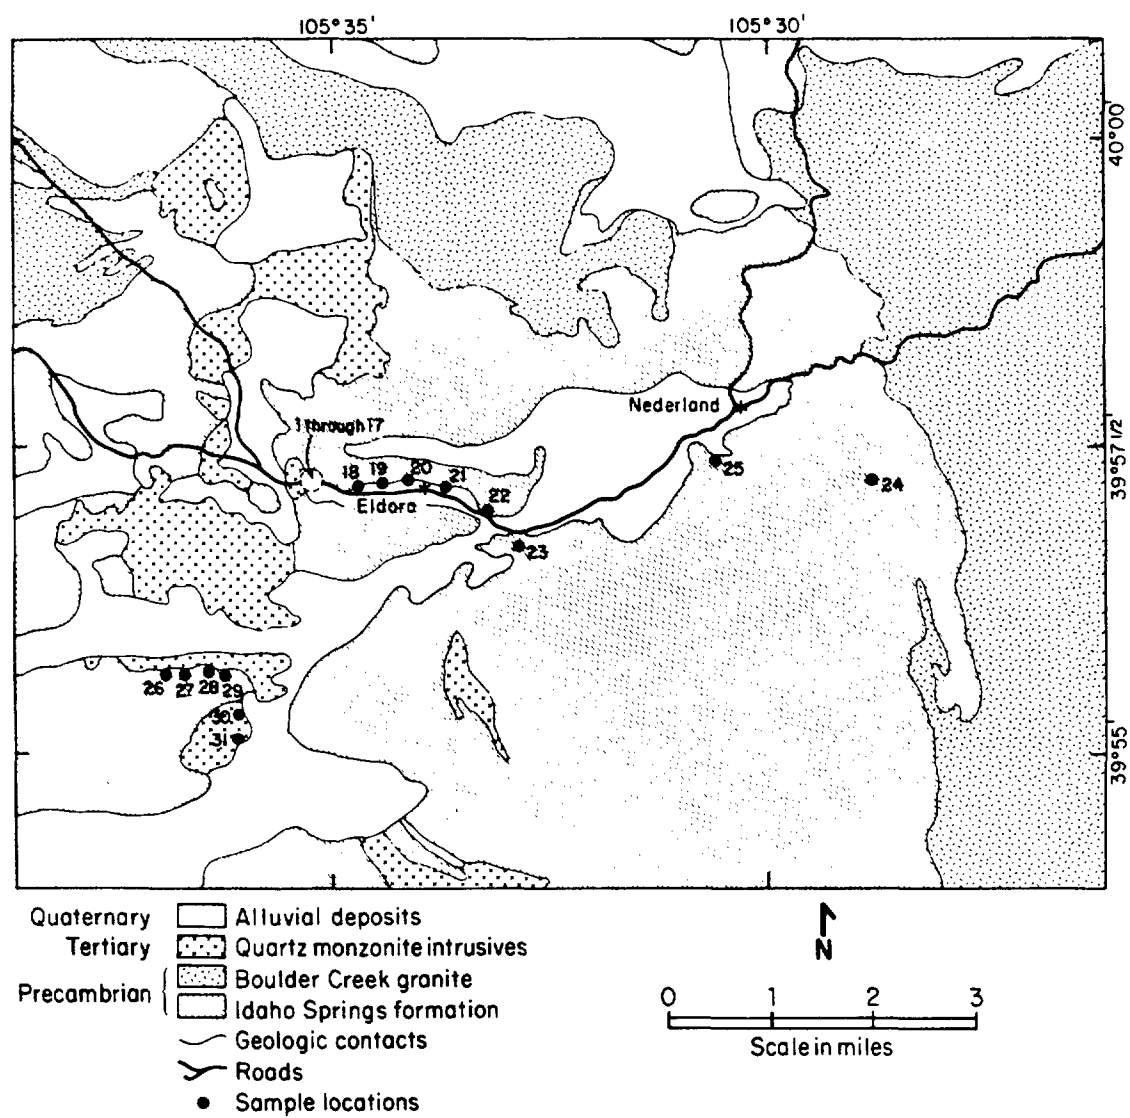 105°35'
105°30'
40°00'
Nederland
1 through 17
39°57 1/2
18
19
20
21
25
24
Eldora
22
23
26
27
28
29
30
31
39°55
Quaternary
Alluvial deposits
Tertiary
Quartz monzonite intrusives
Boulder Creek granite
Precambrian
Idaho Springs formation
Geologic contacts
Roads
Sample locations
N
0 1 2 3
Scale in miles